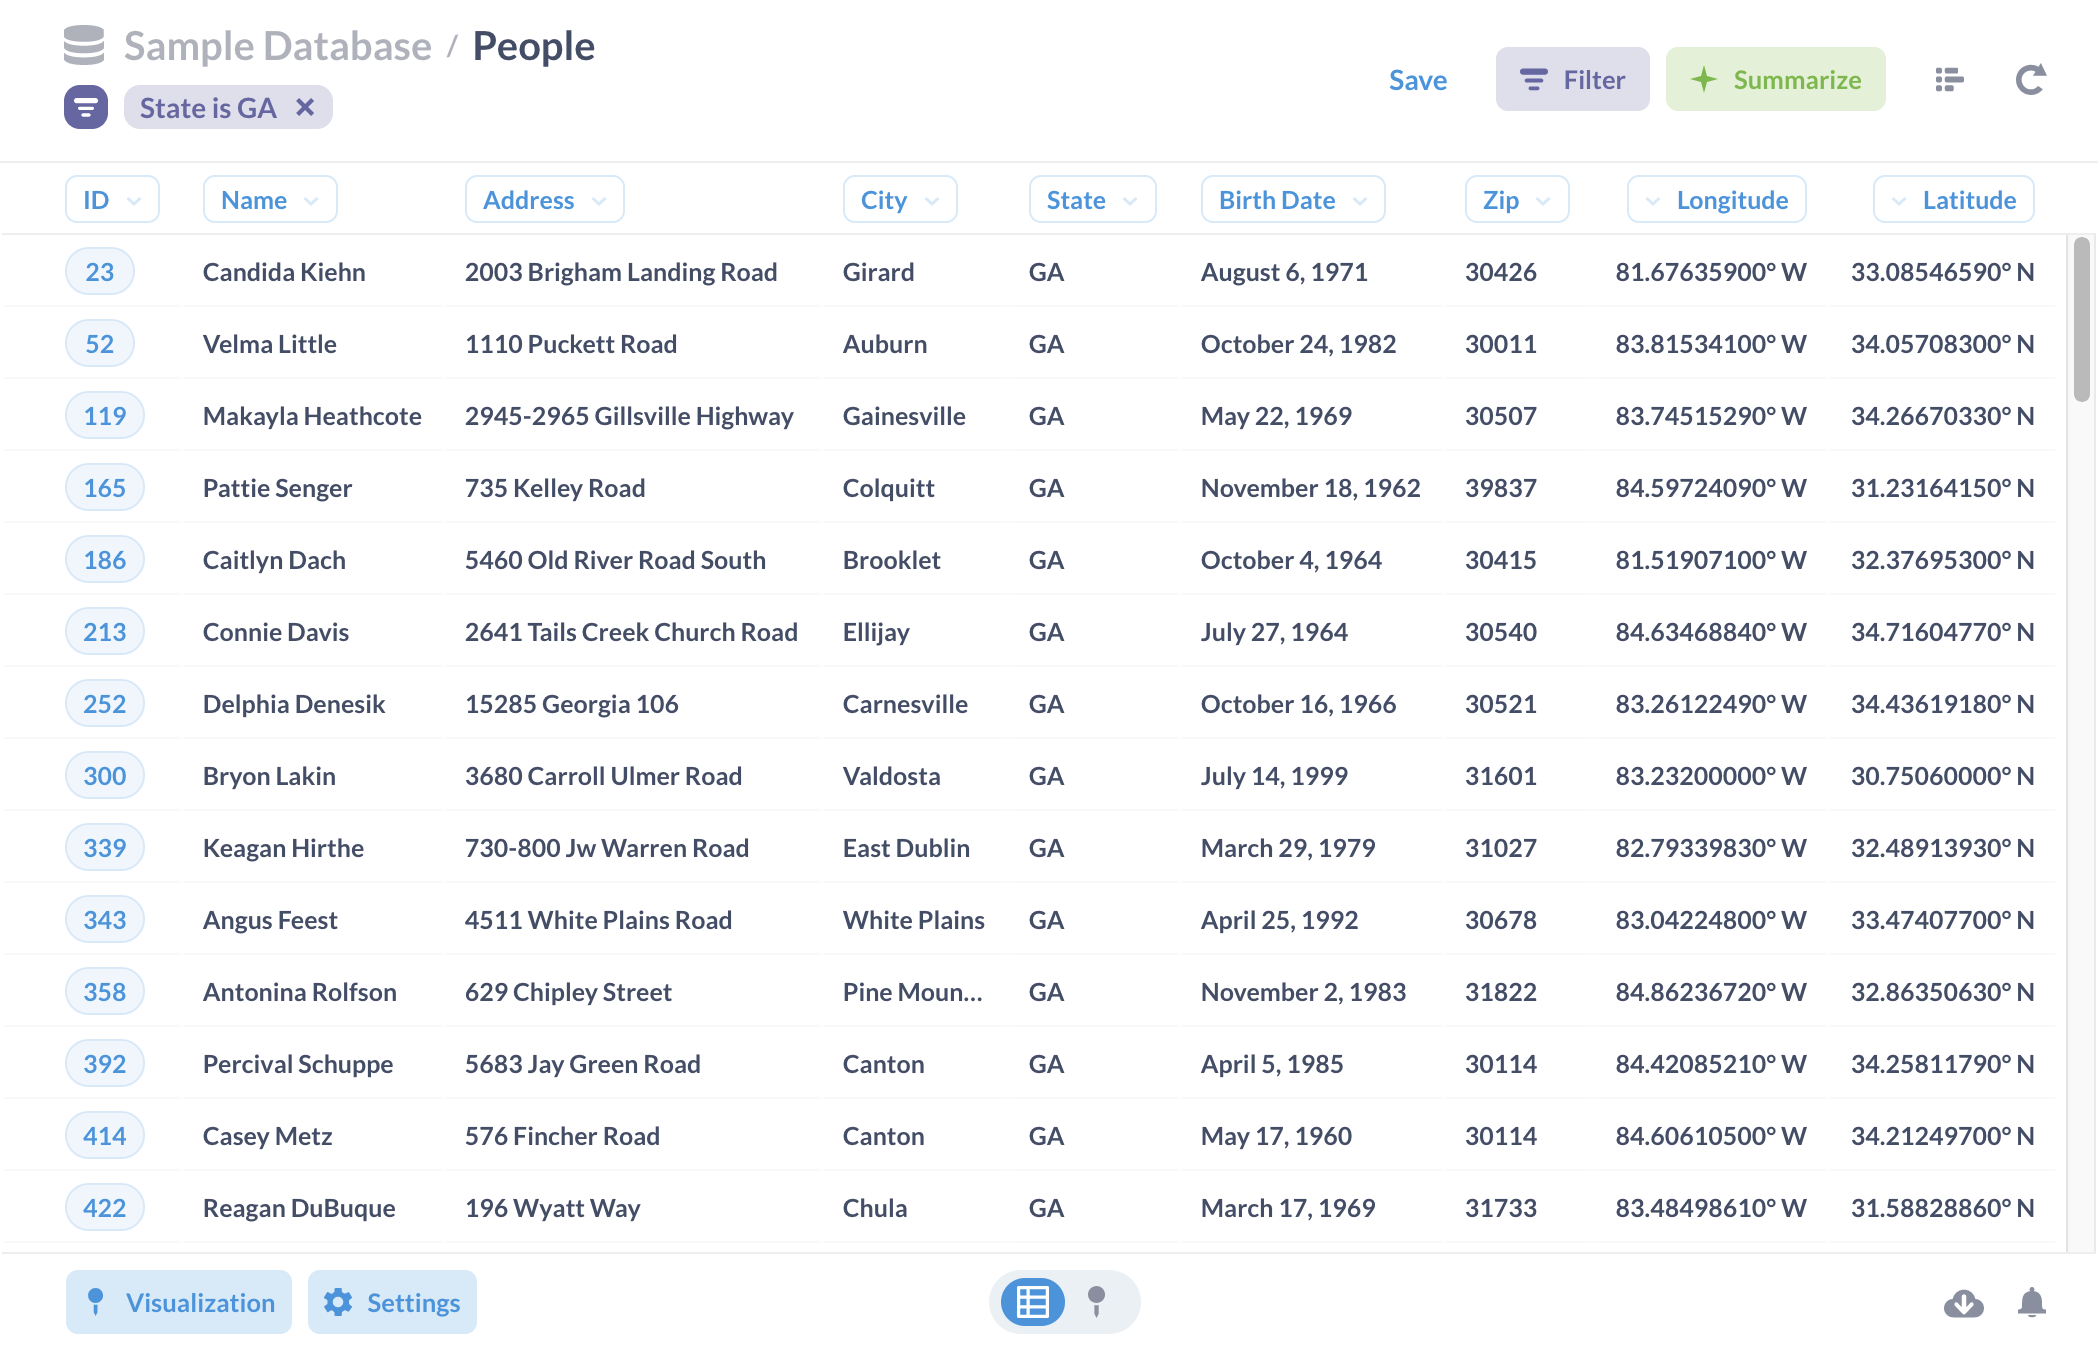 Sample Database / People
State is GA
Save
Filter
Summarize
ID Name Address City State Birth Date Zip Longitude Latitude
23 Candida Kiehn 2003 Brigham Landing Road Girard GA August 6, 1971 30426 81.67635900° W 33.08546590° N
52 Velma Little 1110 Puckett Road Auburn GA October 24, 1982 30011 83.81534100° W 34.05708300° N
119 Makayla Heathcote 2945-2965 Gillsville Highway Gainesville GA May 22, 1969 30507 83.74515290° W 34.26670330° N
165 Pattie Senger 735 Kelley Road Colquitt GA November 18, 1962 39837 84.59724090° W 31.23164150° N
186 Caitlyn Dach 5460 Old River Road South Brooklet GA October 4, 1964 30415 81.51907100° W 32.37695300° N
213 Connie Davis 2641 Tails Creek Church Road Ellijay GA July 27, 1964 30540 84.63468840° W 34.71604770° N
252 Delphia Denesik 15285 Georgia 106 Carnesville GA October 16, 1966 30521 83.26122490° W 34.43619180° N
300 Bryon Lakin 3680 Carroll Ulmer Road Valdosta GA July 14, 1999 31601 83.23200000° W 30.75060000° N
339 Keagan Hirthe 730-800 Jw Warren Road East Dublin GA March 29, 1979 31027 82.79339830° W 32.48913930° N
343 Angus Feest 4511 White Plains Road White Plains GA April 25, 1992 30678 83.04224800° W 33.47407700° N
358 Antonina Rolfson 629 Chipley Street Pine Moun... GA November 2, 1983 31822 84.86236720° W 32.86350630° N
392 Percival Schuppe 5683 Jay Green Road Canton GA April 5, 1985 30114 84.42085210° W 34.25811790° N
414 Casey Metz 576 Fincher Road Canton GA May 17, 1960 30114 84.60610500° W 34.21249700° N
422 Reagan DuBuque 196 Wyatt Way Chula GA March 17, 1969 31733 83.48498610° W 31.58828860° N
Visualization
Settings